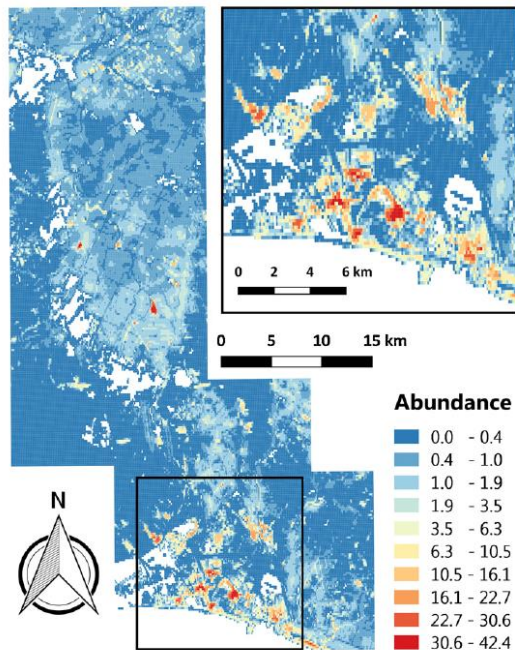 0 2 4 6 km
0 5 10 15 km
Abundance
0.0 - 0.4
0.4 - 1.0
1.0 - 1.9
1.9 - 3.5
3.5 - 6.3
6.3 - 10.5
10.5 - 16.1
16.1 - 22.7
22.7 - 30.6
30.6 - 42.4
N